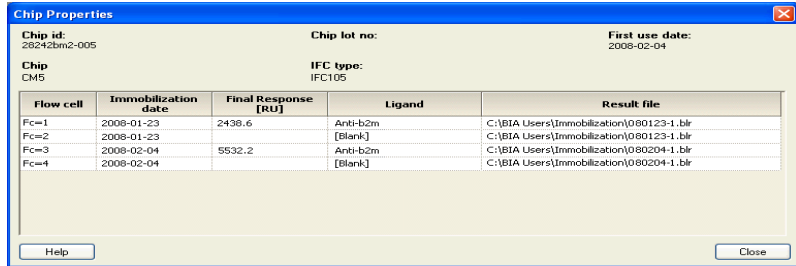 Chip Properties
Chip id: Chip lot no: First use date:
28242bm2-005 2008-02-04
Chip IFC type:
CM5 IFC105
Flow cell Immobilization date Final Response [RU] Ligand Result file
Fc=1 2008-01-23 2438.6 Anti-b2m C:\BIA Users\Immobilization\080123-1.blr
Fc=2 2008-01-23 [Blank] C:\BIA Users\Immobilization\080123-1.blr
Fc=3 2008-02-04 5532.2 Anti-b2m C:\BIA Users\Immobilization\080204-1.blr
Fc=4 2008-02-04 [Blank] C:\BIA Users\Immobilization\080204-1.blr
Help Close